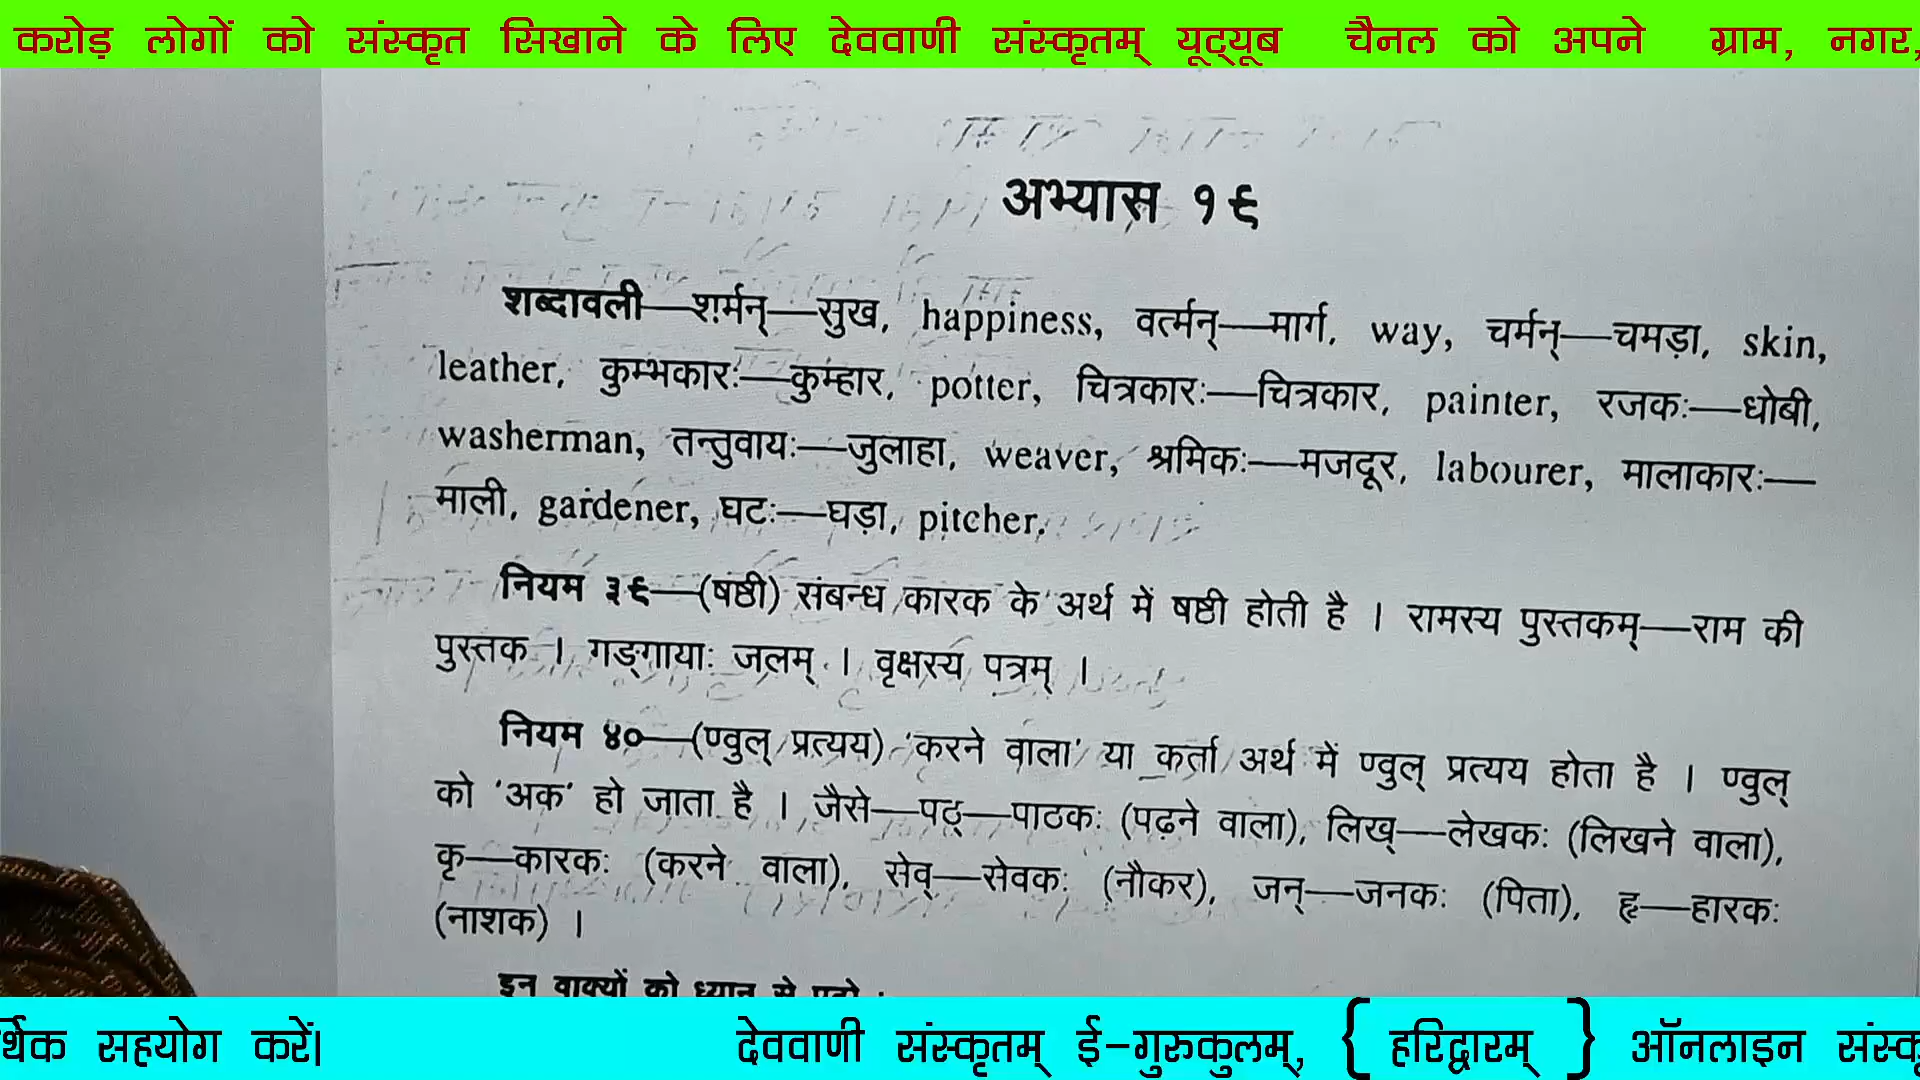 करोड़ लोगों को संस्कृत सिखाने के लिए देववाणी संस्कृतम् यूट्यूब चैनल को अपने ग्राम, नगर,
अभ्यास १९
शब्दावली—शर्मन्—सुख, happiness, वर्त्मन्—मार्ग, way, चर्मन्—चमड़ा, skin,
leather, कुम्भकारः—कुम्हार, potter, चित्रकारः—चित्रकार, painter, रजकः—धोबी,
washerman, तन्तुवायः—जुलाहा, weaver, श्रमिकः—मजदूर, labourer, मालाकारः—
माली, gardener, घटः—घड़ा, pitcher.
नियम ३९—(षष्ठी) संबन्ध कारक के अर्थ में षष्ठी होती है । रामस्य पुस्तकम्—राम की
पुस्तक । गङ्गायाः जलम् । वृक्षस्य पत्रम् ।
नियम ४०—(ण्वुल् प्रत्यय) 'करने वाला' या कर्ता अर्थ में ण्वुल् प्रत्यय होता है । ण्वुल्
को 'अक' हो जाता है । जैसे—पठ्—पाठकः (पढ़ने वाला), लिख्—लेखकः (लिखने वाला),
कृ—कारकः (करने वाला), सेव्—सेवकः (नौकर), जन्—जनकः (पिता), हृ—हारकः
(नाशक) ।
इन वाक्यों को ध्यान से पढ़ो :
र्थिक सहयोग करें। देववाणी संस्कृतम् ई-गुरुकुलम्, { हरिद्वारम् } ऑनलाइन संस्कृ